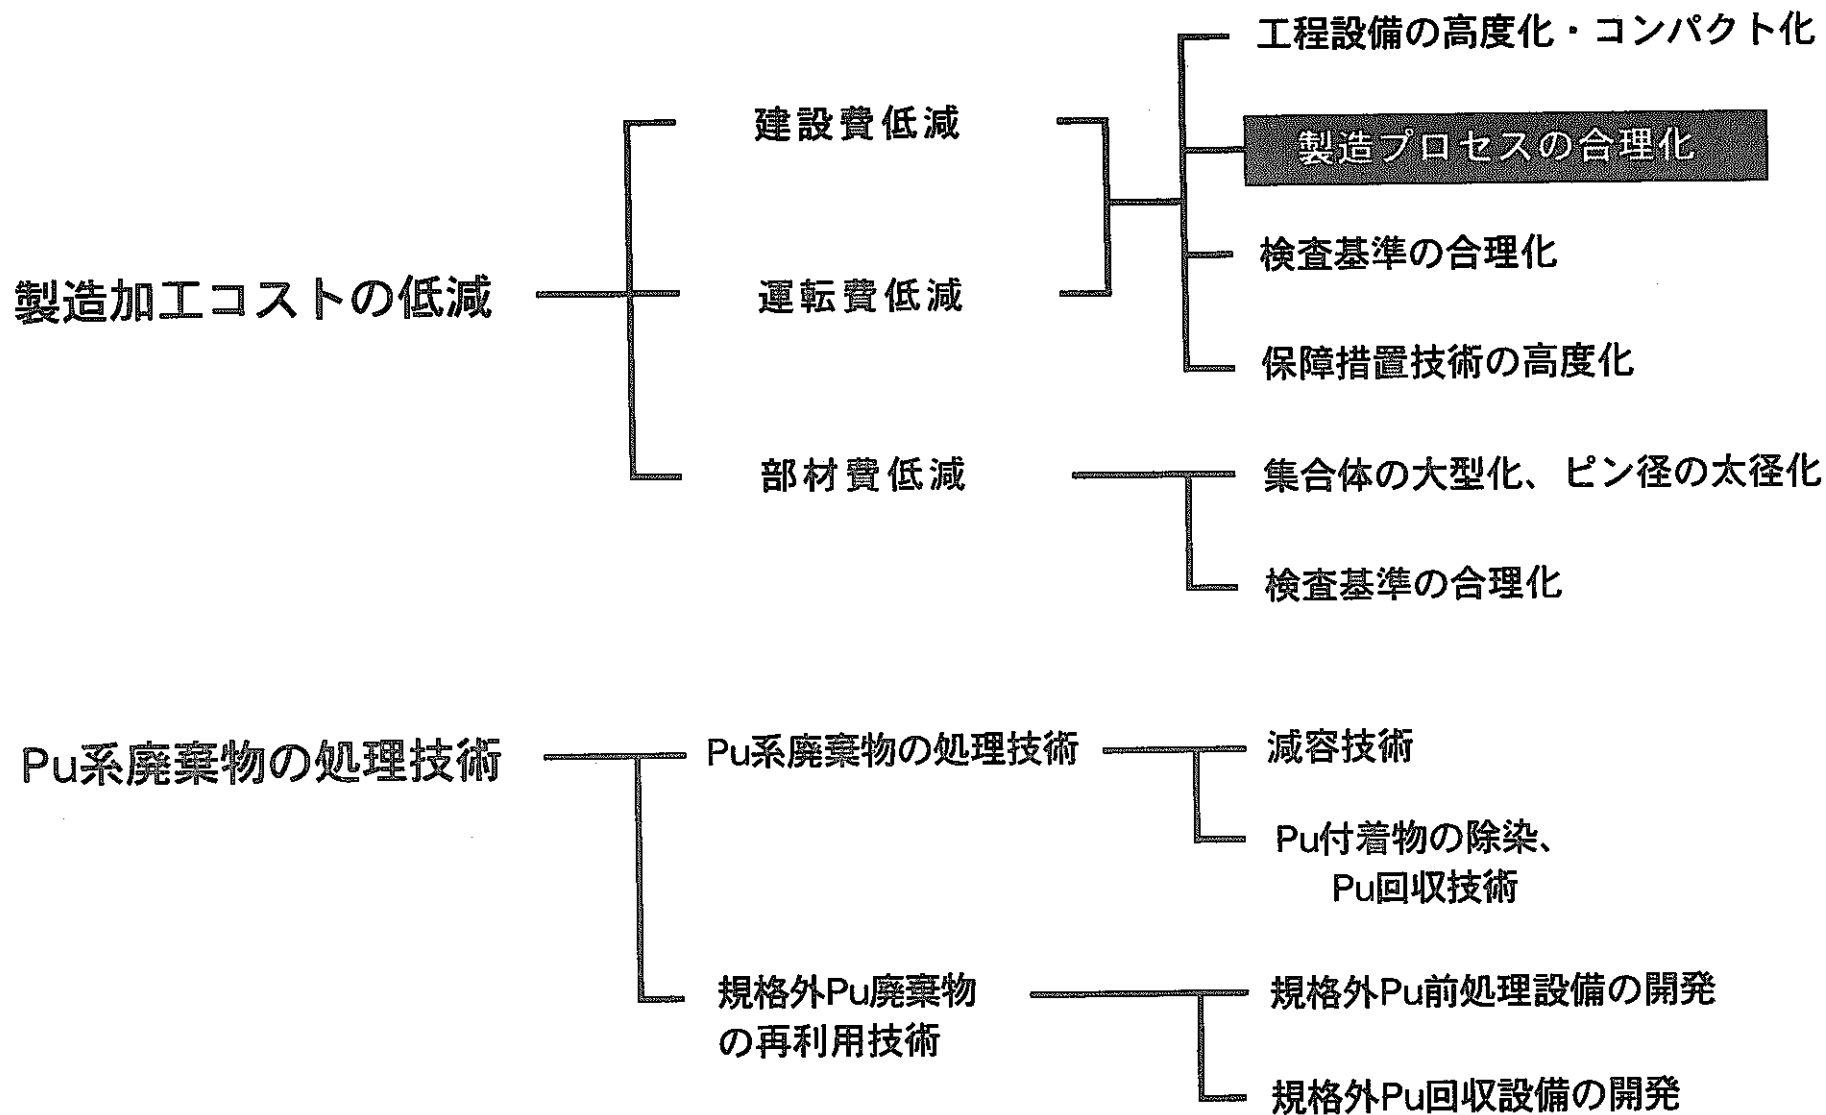 製造加工コストの低減
建設費低減
運転費低減
部材費低減
工程設備の高度化・コンパクト化
製造プロセスの合理化
検査基準の合理化
保障措置技術の高度化
集合体の大型化、ピン径の太径化
検査基準の合理化
Pu系廃棄物の処理技術
Pu系廃棄物の処理技術
減容技術
Pu付着物の除染、
Pu回収技術
規格外Pu廃棄物
の再利用技術
規格外Pu前処理設備の開発
規格外Pu回収設備の開発